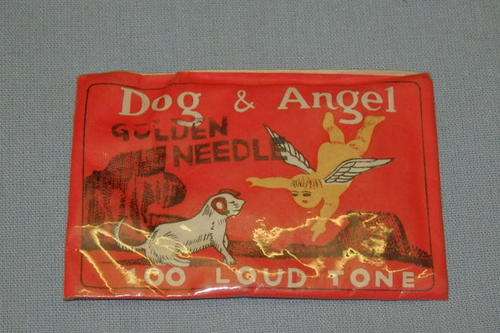 Dog & Angel
GOLDEN
NEEDLE
100 LOUD TONE